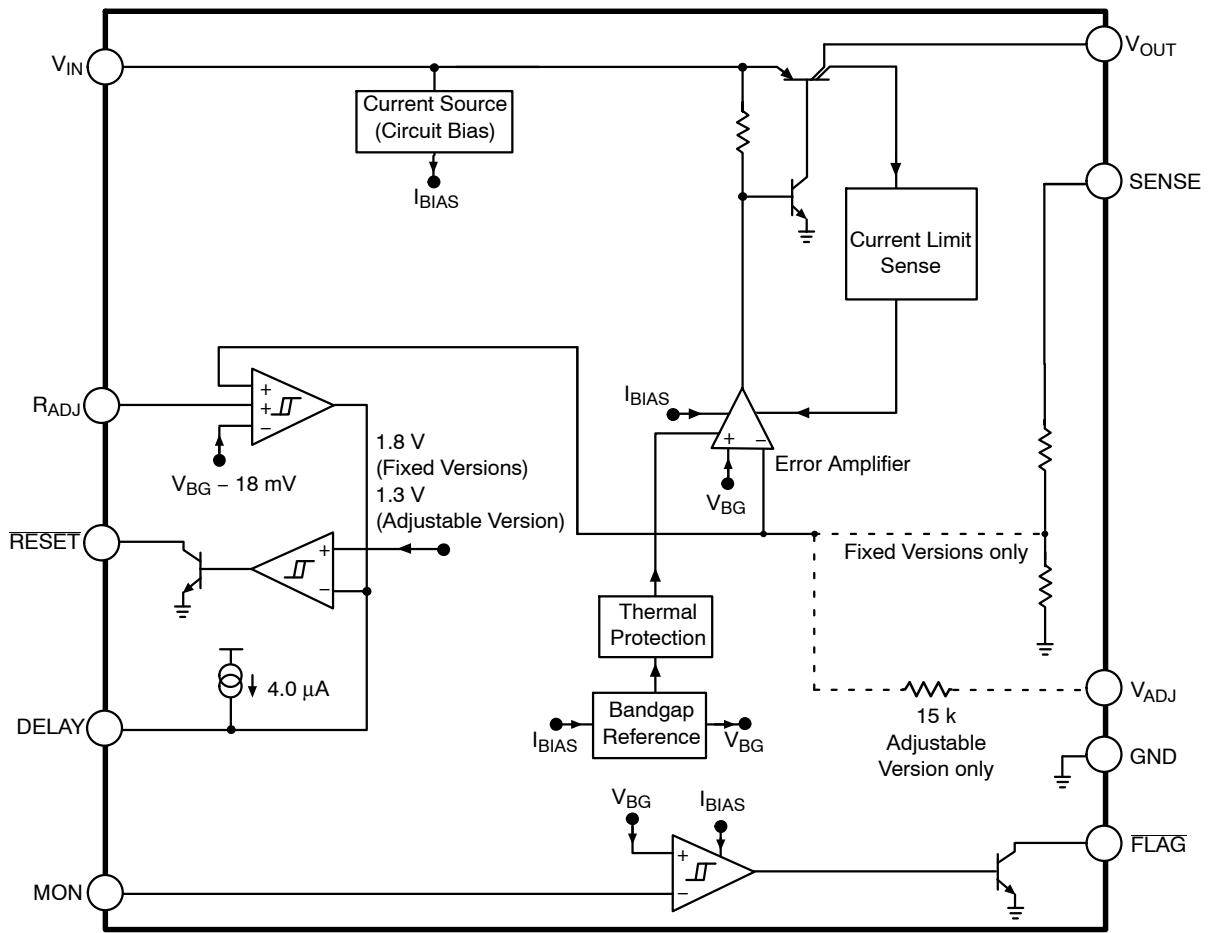 V_IN
V_OUT
Current Source
(Circuit Bias)
I_BIAS
SENSE
Current Limit
Sense
I_BIAS
R_ADJ
+
+
−
+
−
Error Amplifier
1.8 V
(Fixed Versions)
1.3 V
(Adjustable Version)
V_BG − 18 mV
V_BG
RESET
+
−
Fixed Versions only
Thermal
Protection
4.0 μA
V_ADJ
15 k
Adjustable
Version only
DELAY
Bandgap
Reference
I_BIAS
V_BG
GND
V_BG
I_BIAS
FLAG
+
−
MON